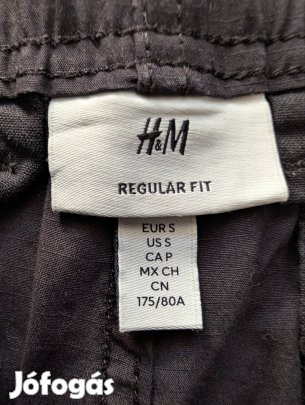 H&M
REGULAR FIT
EUR S
US S
CA P
MX CH
CN
175/80A
Jófogás